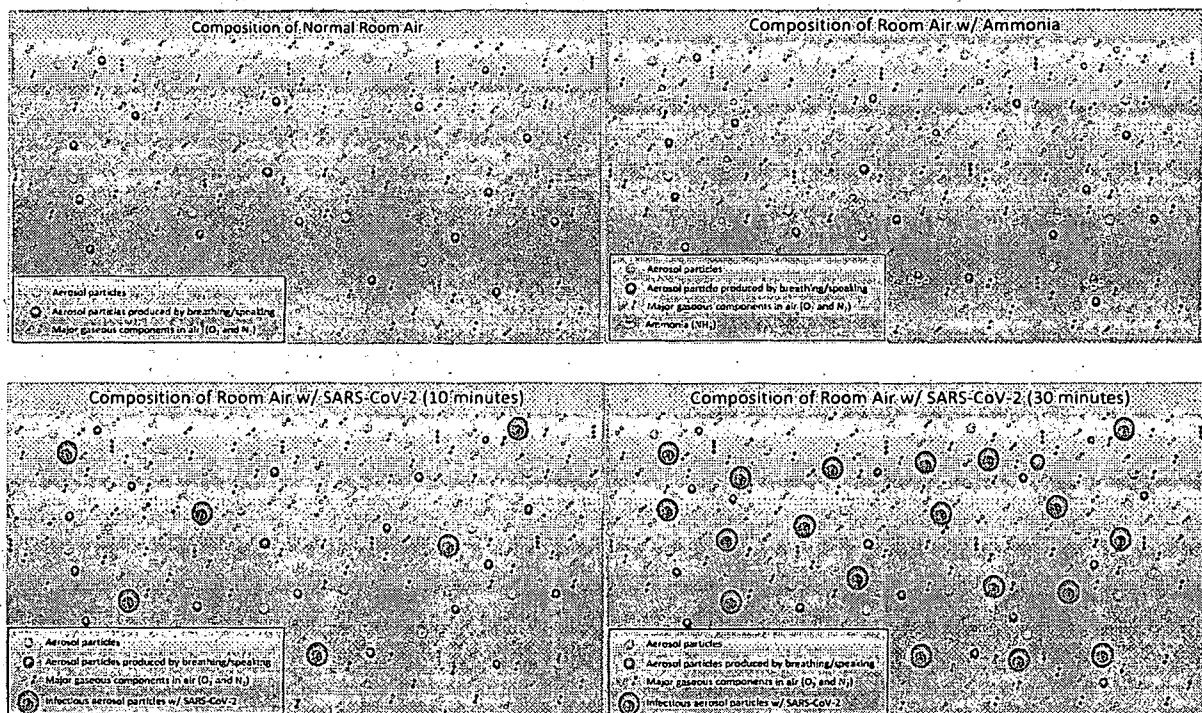 Composition of Normal Room Air
Aerosol particles
Aerosol particles produced by breathing/speaking
Major gaseous components in air (O₂ and N₂)
Composition of Room Air w/ Ammonia
Aerosol particles
Aerosol particle produced by breathing/speaking
Major gaseous components in air (O₂ and N₂)
Ammonia (NH₃)
Composition of Room Air w/ SARS-CoV-2 (10 minutes)
Aerosol particles
Aerosol particles produced by breathing/speaking
Major gaseous components in air (O₂ and N₂)
Infectious aerosol particles w/ SARS-CoV-2
Composition of Room Air w/ SARS-CoV-2 (30 minutes)
Aerosol particles
Aerosol particles produced by breathing/speaking
Major gaseous components in air (O₂ and N₂)
Infectious aerosol particles w/ SARS-CoV-2